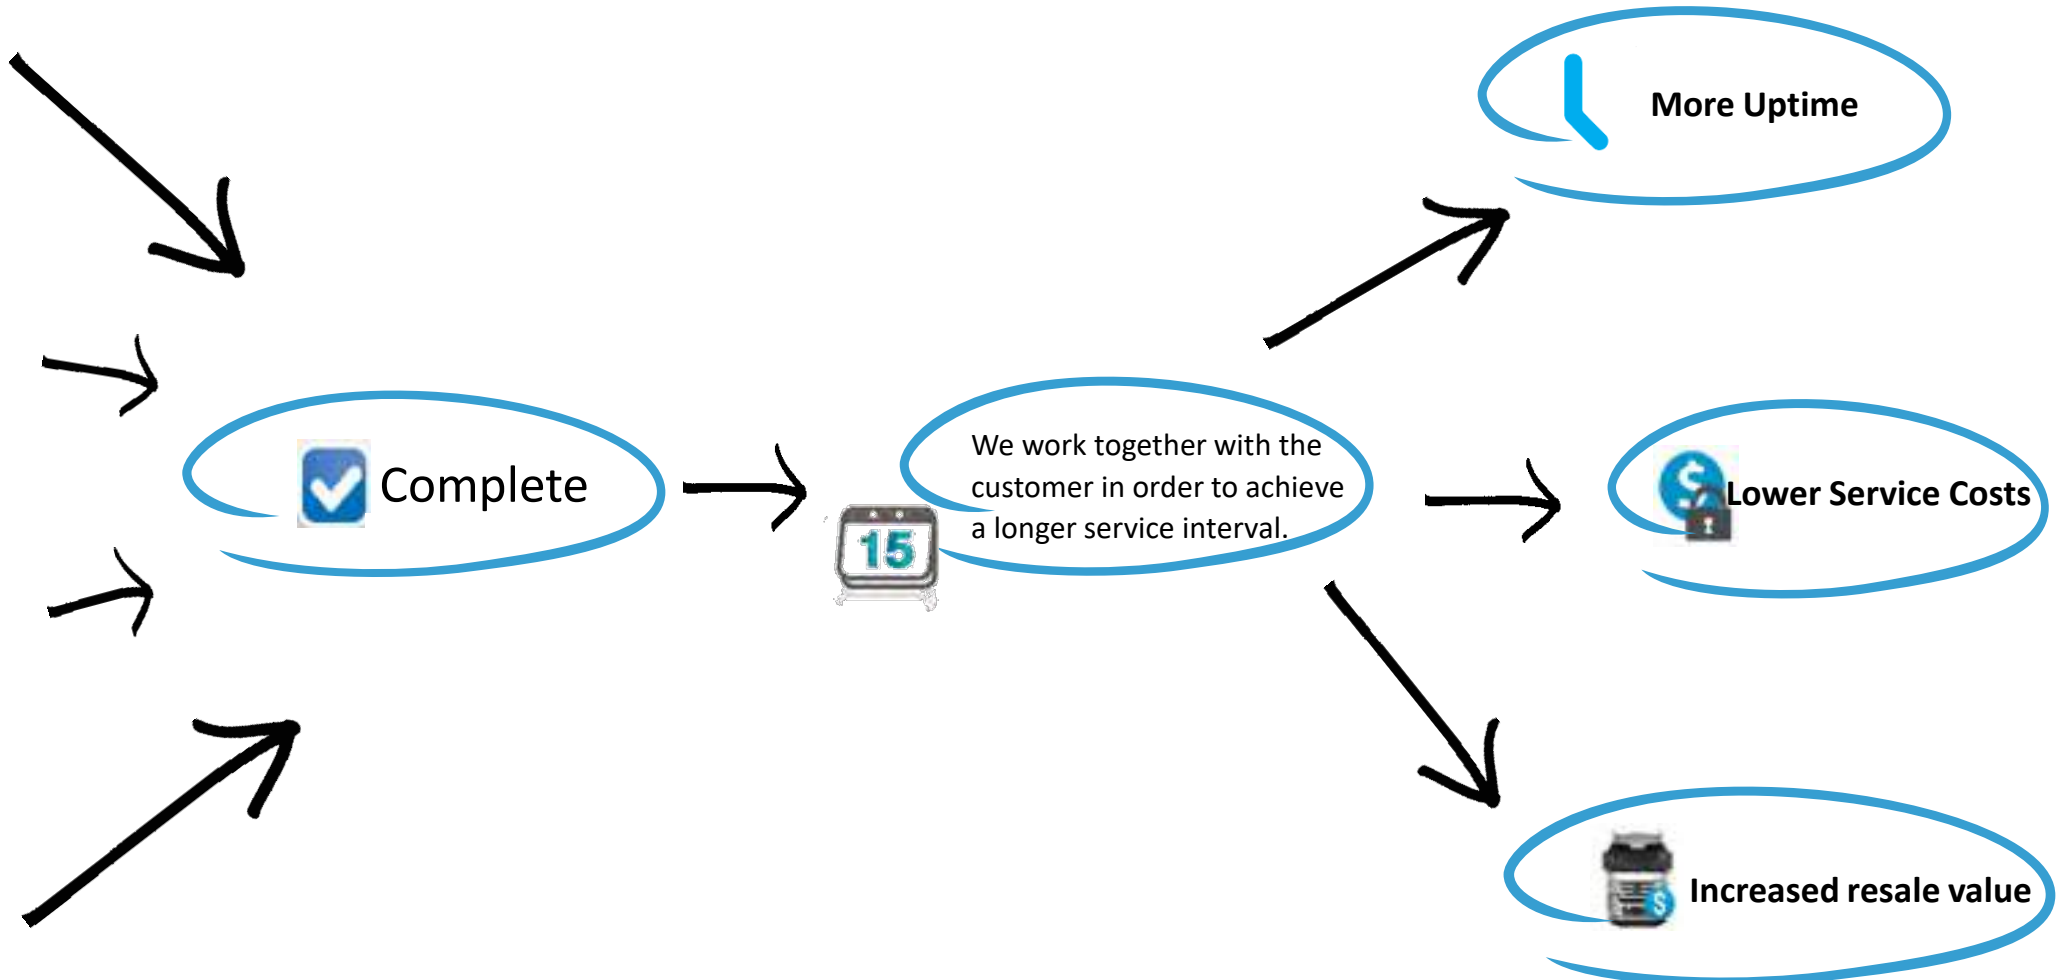 More Uptime
Complete
We work together with the
customer in order to achieve
a longer service interval.
15
Lower Service Costs
$
Increased resale value
$